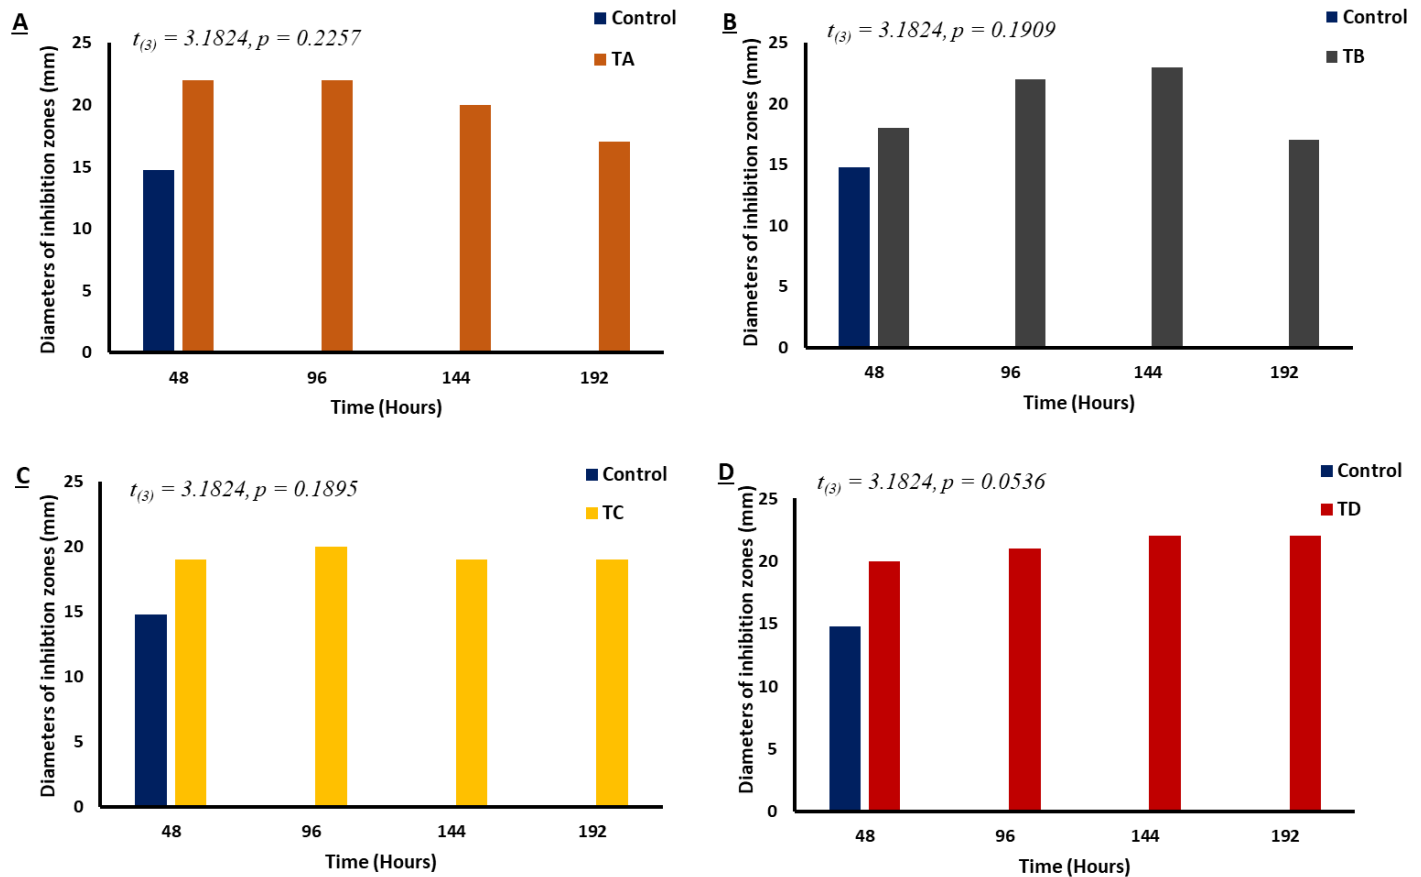 A
t(3) = 3.1824, p = 0.2257
Control
TA
Diameters of inhibition zones (mm)
25
20
15
10
5
0
48 96 144 192
Time (Hours)
B
t(3) = 3.1824, p = 0.1909
Control
TB
Diameters of inhibition zones (mm)
25
20
15
10
5
0
48 96 144 192
Time (Hours)
C
t(3) = 3.1824, p = 0.1895
Control
TC
Diameters of inhibtion zones (mm)
25
20
15
10
5
0
48 96 144 192
Time (Hours)
D
t(3) = 3.1824, p = 0.0536
Control
TD
Diameters of inhibition zones (mm)
25
20
15
10
5
0
48 96 144 192
Time (Hours)